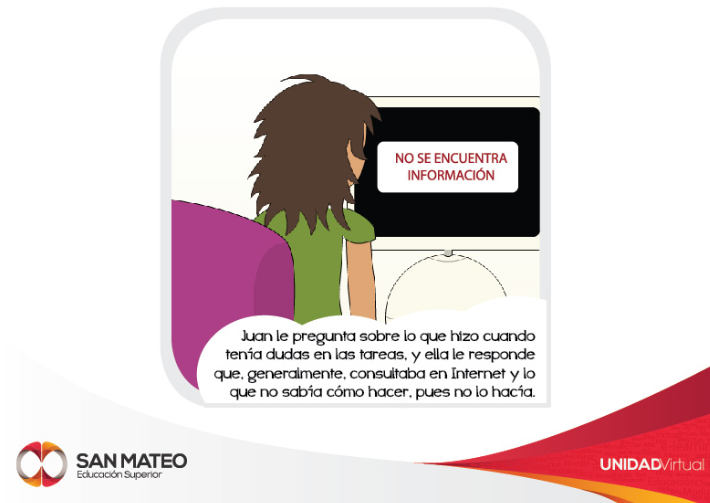 NO SE ENCUENTRA
INFORMACIÓN
Juan le pregunta sobre lo que hizo cuando
tenía dudas en las tareas, y ella le responde
que, generalmente, consultaba en Internet y lo
que no sabía cómo hacer, pues no lo hacía.
SAN MATEO
Educación Superior
UNIDADVirtual